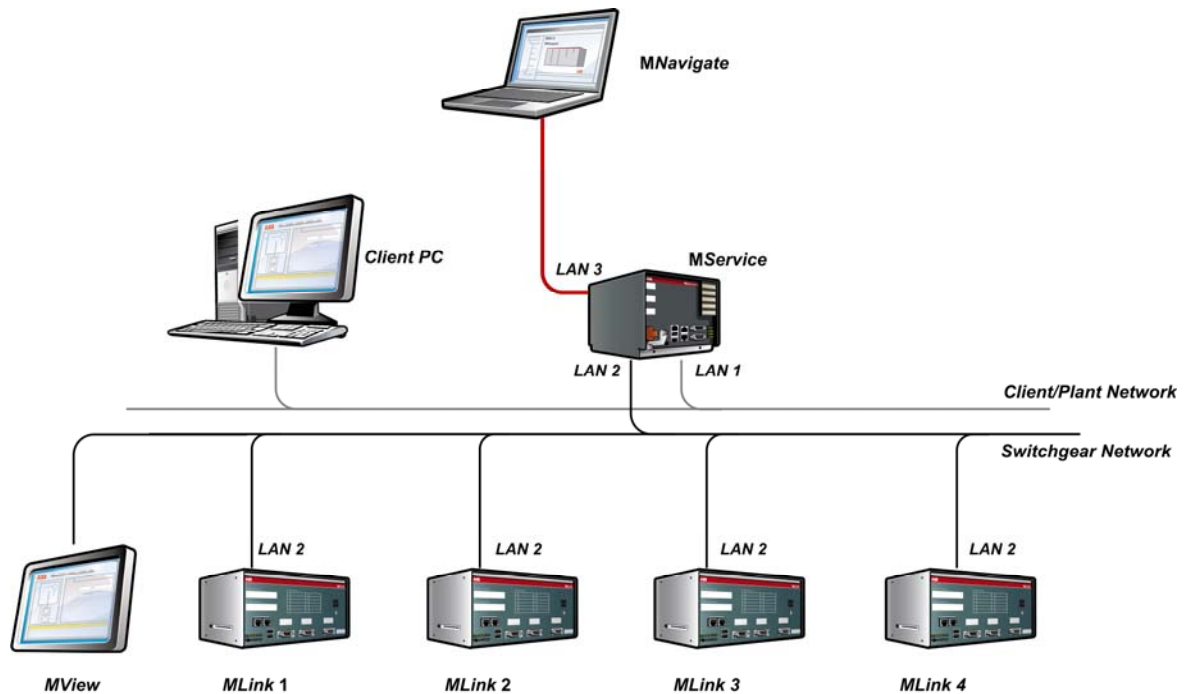 MNavigate
Client PC
LAN 3
MService
LAN 2
LAN 1
Client/Plant Network
Switchgear Network
LAN 2
LAN 2
LAN 2
LAN 2
MView
MLink 1
MLink 2
MLink 3
MLink 4